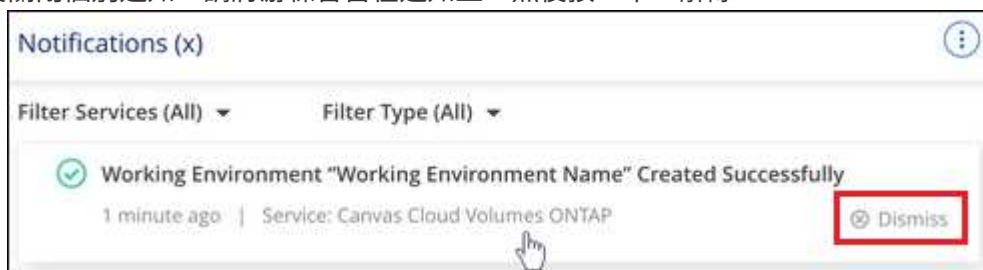 Notifications (x)
Filter Services (All) Filter Type (All)
Working Environment “Working Environment Name” Created Successfully
1 minute ago | Service: Canvas Cloud Volumes ONTAP Dismiss